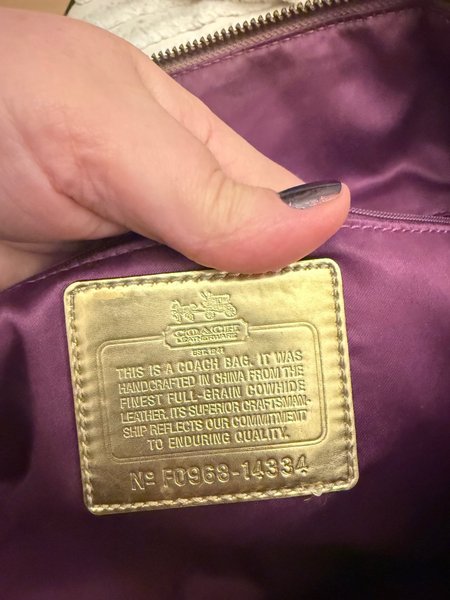 COACH
LEATHERWARE
EST. 1941
THIS IS A COACH BAG. IT WAS
HANDCRAFTED IN CHINA FROM THE
FINEST FULL-GRAIN COWHIDE
LEATHER. ITS SUPERIOR CRAFTSMAN-
SHIP REFLECTS OUR COMMITMENT
TO ENDURING QUALITY.
Nº F0968-14334